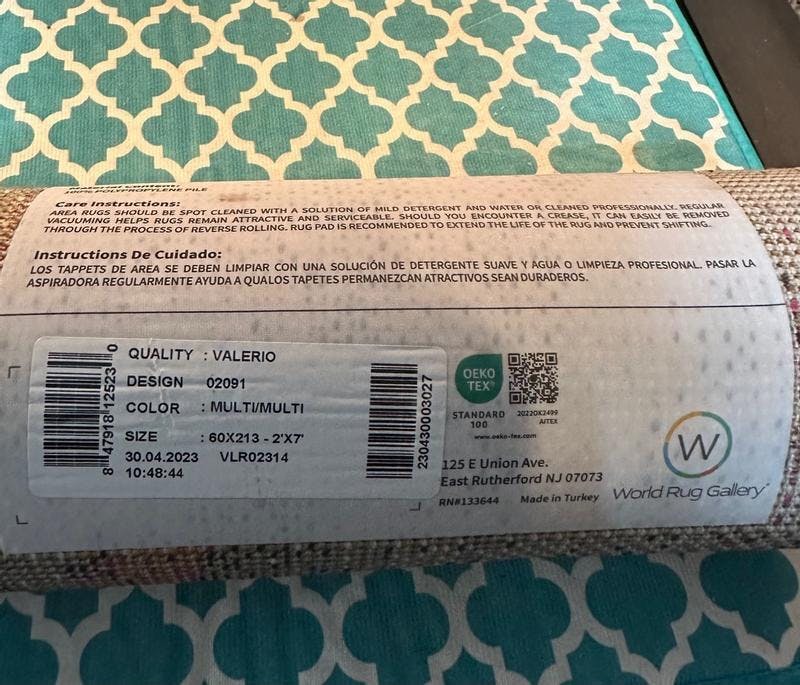 Material Content:
100% POLYPROPYLENE PILE
Care Instructions:
AREA RUGS SHOULD BE SPOT CLEANED WITH A SOLUTION OF MILD DETERGENT AND WATER OR CLEANED PROFESSIONALLY. REGULAR
VACUUMING HELPS RUGS REMAIN ATTRACTIVE AND SERVICEABLE. SHOULD YOU ENCOUNTER A CREASE, IT CAN EASILY BE REMOVED
THROUGH THE PROCESS OF REVERSE ROLLING. RUG PAD IS RECOMMENDED TO EXTEND THE LIFE OF THE RUG AND PREVENT SHIFTING.
Instructions De Cuidado:
LOS TAPPETS DE AREA SE DEBEN LIMPIAR CON UNA SOLUCIÓN DE DETERGENTE SUAVE Y AGUA O LIMPIEZA PROFESIONAL. PASAR LA
ASPIRADORA REGULARMENTE AYUDA A QUALOS TAPETES PERMANEZCAN ATRACTIVOS SEAN DURADEROS.
8 47918 12523 0
QUALITY : VALERIO
DESIGN 02091
COLOR : MULTI/MULTI
SIZE : 60X213 - 2'X7'
30.04.2023 VLR02314
10:48:44
230430003027
OEKO
TEX®
STANDARD
100
2022OK2499
AITEX
www.oeko-tex.com
125 E Union Ave.
East Rutherford NJ 07073
RN#133644 Made in Turkey
W
World Rug Gallery